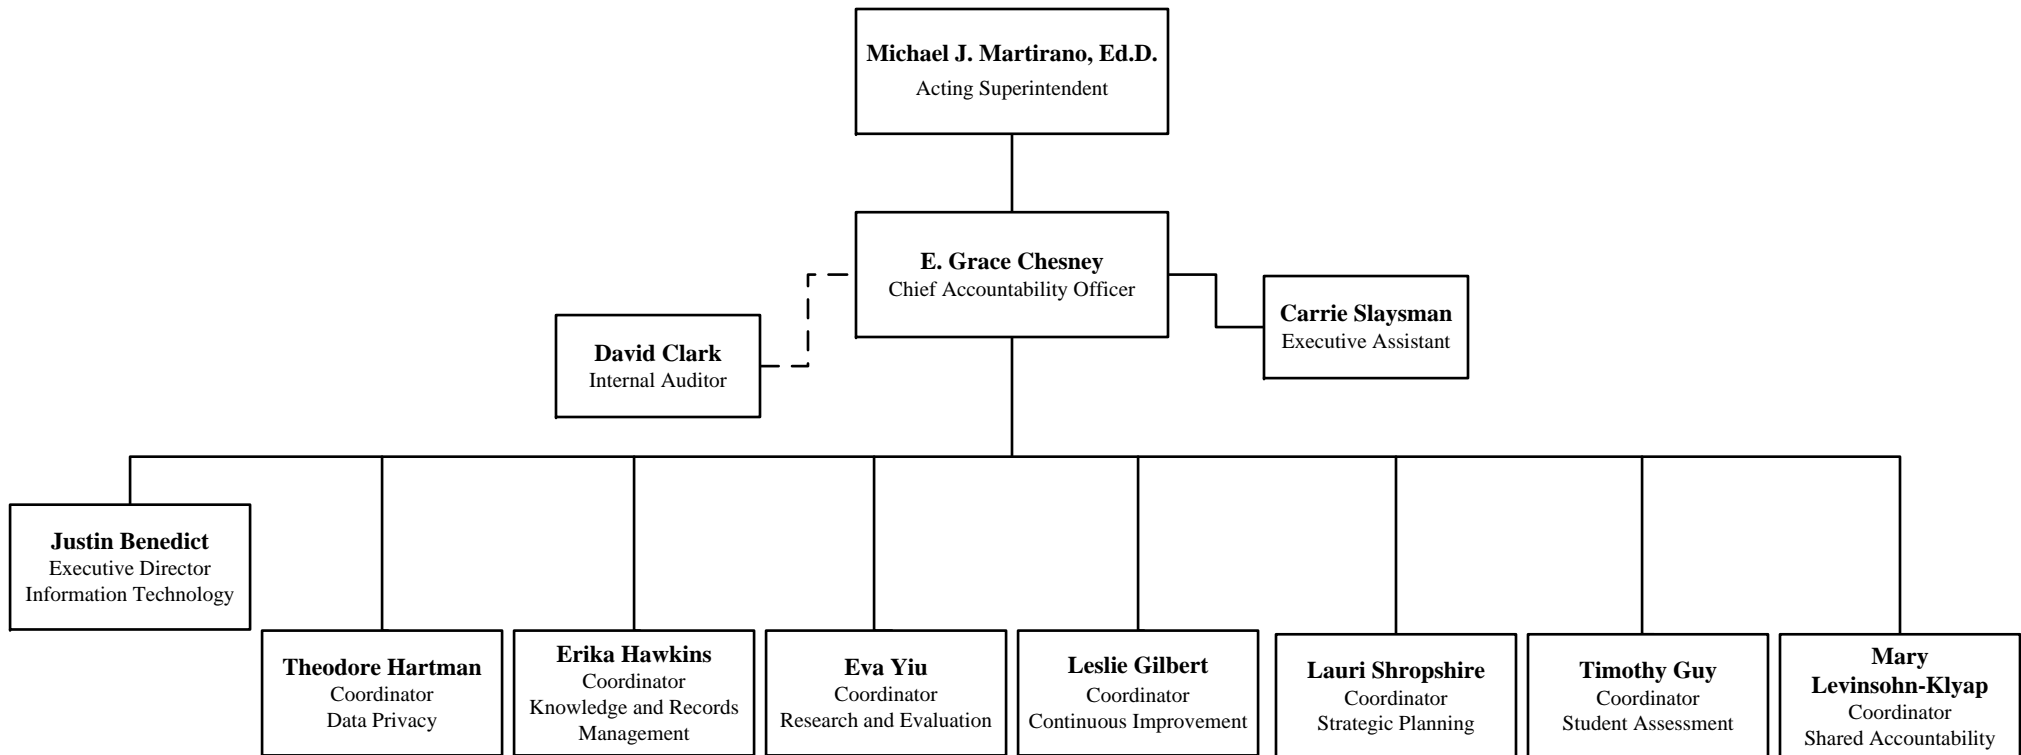 Michael J. Martirano, Ed.D.
Acting Superintendent
E. Grace Chesney
Chief Accountability Officer
Carrie Slaysman
Executive Assistant
David Clark
Internal Auditor
Justin Benedict
Executive Director
Information Technology
Theodore Hartman
Coordinator
Data Privacy
Erika Hawkins
Coordinator
Knowledge and Records
Management
Eva Yiu
Coordinator
Research and Evaluation
Leslie Gilbert
Coordinator
Continuous Improvement
Lauri Shropshire
Coordinator
Strategic Planning
Timothy Guy
Coordinator
Student Assessment
Mary
Levinsohn-Klyap
Coordinator
Shared Accountability